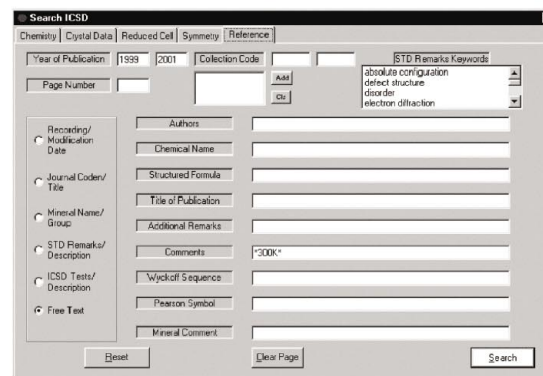 Search ICSD
Chemistry Crystal Data Reduced Cell Symmetry Reference
Year of Publication 1999 2001 Collection Code STD Remarks Keywords
Page Number Add Clr
absolute configuration
defect structure
disorder
electron diffraction
Recording/
Modification
Date
Journal Coden/
Title
Mineral Name/
Group
STD Remarks/
Description
ICSD Tests/
Description
Free Text
Authors
Chemical Name
Structured Formula
Title of Publication
Additional Remarks
Comments *300K*
Wyckoff Sequence
Pearson Symbol
Mineral Comment
Reset Clear Page Search